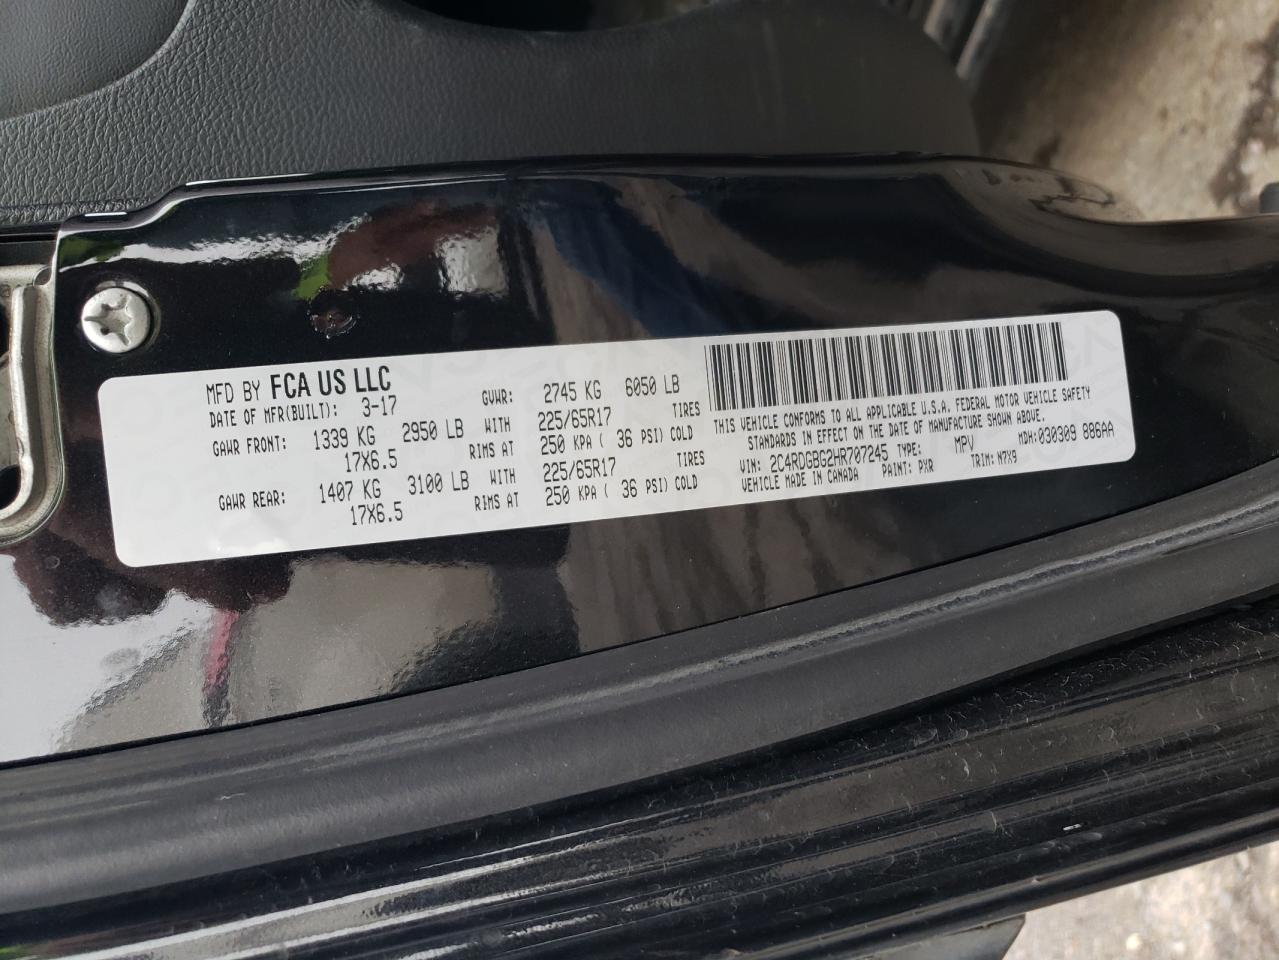 MFD BY FCA US LLC
DATE OF MFR(BUILT): 3-17 GVWR: 2745 KG 6050 LB
GAWR FRONT: 1339 KG 2950 LB WITH 225/65R17 TIRES
17X6.5 RIMS AT 250 KPA ( 36 PSI) COLD
GAWR REAR: 1407 KG 3100 LB WITH 225/65R17 TIRES
17X6.5 RIMS AT 250 KPA ( 36 PSI) COLD
THIS VEHICLE CONFORMS TO ALL APPLICABLE U.S.A. FEDERAL MOTOR VEHICLE SAFETY
STANDARDS IN EFFECT ON THE DATE OF MANUFACTURE SHOWN ABOVE.
VIN: 2C4RDGBG2HR707245 TYPE: MPV MDH:030309 886AA
VEHICLE MADE IN CANADA PAINT: PXR TRIM: N7X9